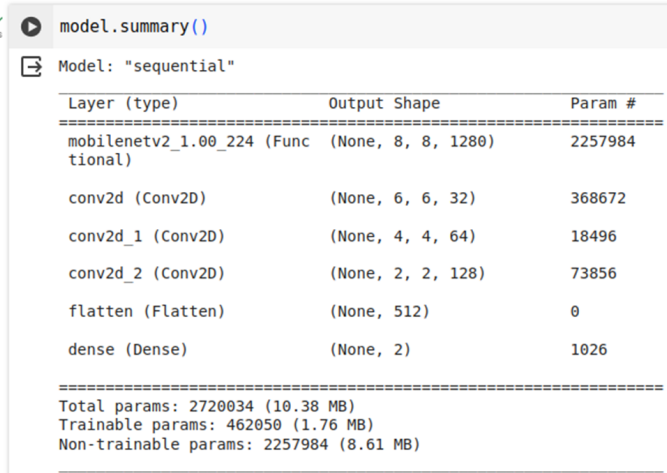 model.summary()
Model: "sequential"
Layer (type) Output Shape Param #
mobilenetv2_1.00_224 (Func (None, 8, 8, 1280) 2257984
tional)
conv2d (Conv2D) (None, 6, 6, 32) 368672
conv2d_1 (Conv2D) (None, 4, 4, 64) 18496
conv2d_2 (Conv2D) (None, 2, 2, 128) 73856
flatten (Flatten) (None, 512) 0
dense (Dense) (None, 2) 1026
Total params: 2720034 (10.38 MB)
Trainable params: 462050 (1.76 MB)
Non-trainable params: 2257984 (8.61 MB)